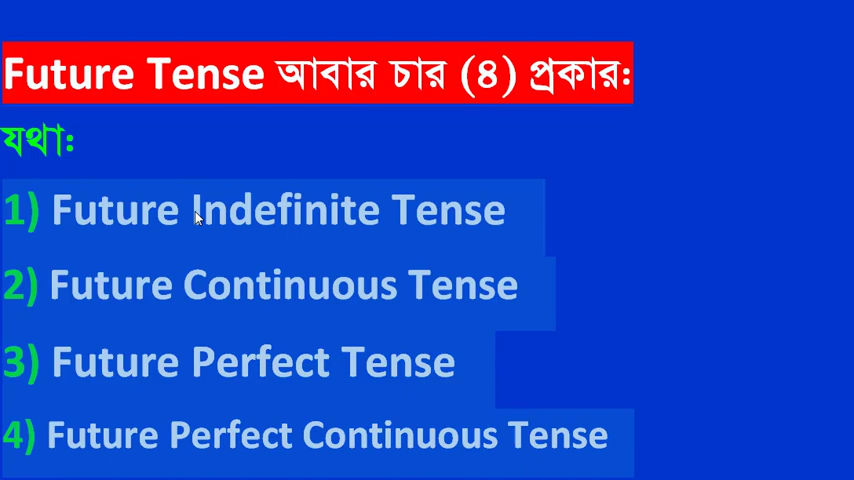 Future Tense আবার চার (৪) প্রকার:
যথা:
1) Future Indefinite Tense
2) Future Continuous Tense
3) Future Perfect Tense
4) Future Perfect Continuous Tense